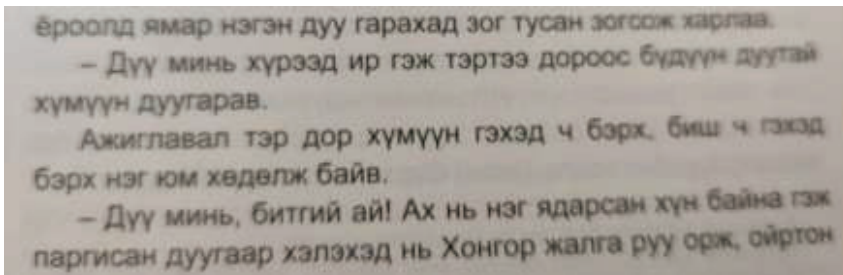 ёроолд ямар нэгэн дуу гарахад зог тусан зогсож харлаа.
– Дүү минь хүрээд ир гэж тэртээ дороос бүдүүн дуутай
хүмүүн дуугарав.
Ажиглавал тэр дор хүмүүн гэхэд ч бэрх, биш ч гэхэд
бэрх нэг юм хөдөлж байв.
– Дүү минь, битгий ай! Ах нь нэг ядарсан хүн байна гэж
паргисан дуугаар хэлэхэд нь Хонгор жалга руу орж, ойртон